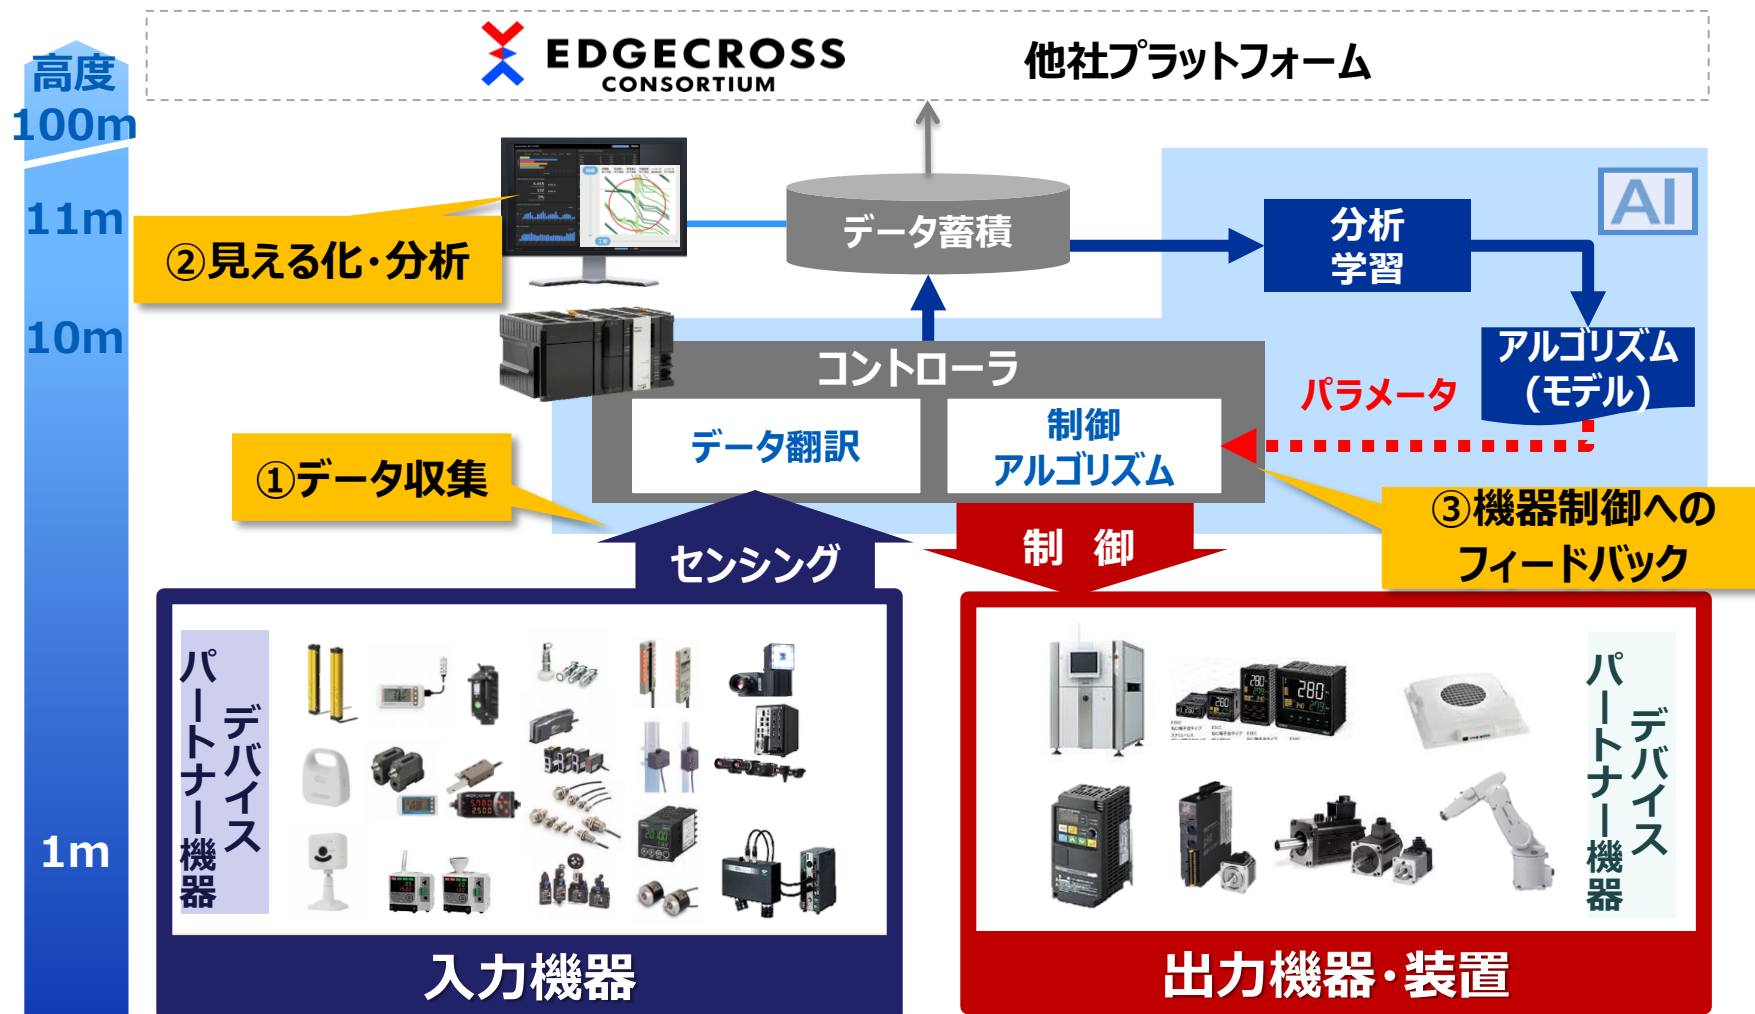 高度
100m
11m
10m
1m
EDGECROSS
CONSORTIUM
他社プラットフォーム
②見える化・分析
データ蓄積
分析
学習
AI
アルゴリズム
(モデル)
パラメータ
コントローラ
データ翻訳
制御
アルゴリズム
①データ収集
③機器制御への
フィードバック
センシング
制 御
デバイス
パートナー機器
入力機器
デバイス
パートナー機器
出力機器・装置